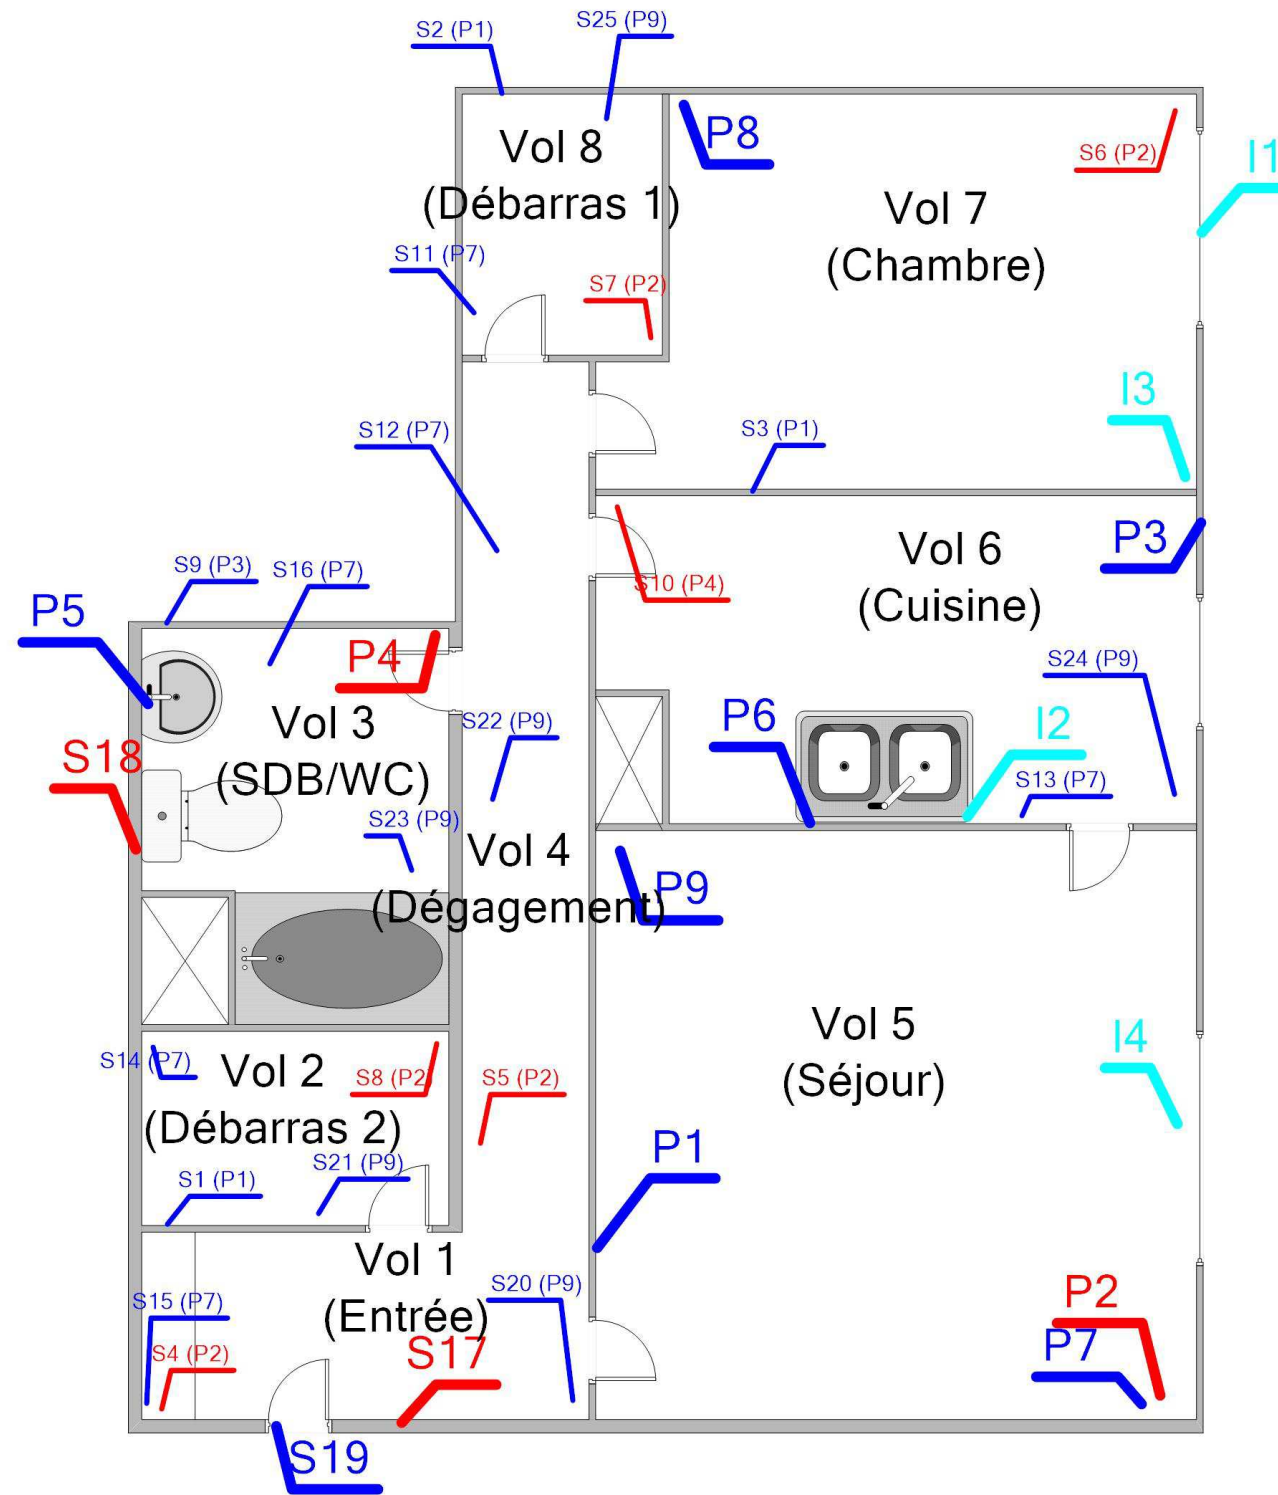 S2 (P1)
S25 (P9)
Vol 8
(Débarras 1)
P8
S6 (P2)
I1
Vol 7
(Chambre)
S11 (P7)
S7 (P2)
I3
S12 (P7)
S3 (P1)
P3
Vol 6
(Cuisine)
S9 (P3)
S16 (P7)
S10 (P4)
P5
P4
S24 (P9)
Vol 3
(SDB/WC)
S22 (P9)
P6
I2
S18
S13 (P7)
S23 (P9)
Vol 4
(Dégagement)
P9
Vol 5
(Séjour)
I4
S14 (P7)
Vol 2
(Débarras 2)
S8 (P2)
S5 (P2)
P1
S21 (P9)
S1 (P1)
Vol 1
(Entrée)
S20 (P9)
P2
S15 (P7)
S4 (P2)
S17
P7
S19